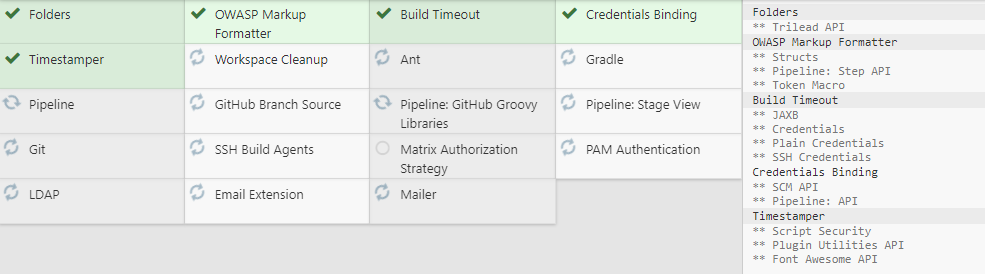 Folders
OWASP Markup
Formatter
Build Timeout
Credentials Binding
Timestamper
Workspace Cleanup
Ant
Gradle
Pipeline
GitHub Branch Source
Pipeline: GitHub Groovy
Libraries
Pipeline: Stage View
Git
SSH Build Agents
Matrix Authorization
Strategy
PAM Authentication
LDAP
Email Extension
Mailer
Folders
** Trilead API
OWASP Markup Formatter
** Structs
** Pipeline: Step API
** Token Macro
Build Timeout
** JAXB
** Credentials
** Plain Credentials
** SSH Credentials
Credentials Binding
** SCM API
** Pipeline: API
Timestamper
** Script Security
** Plugin Utilities API
** Font Awesome API